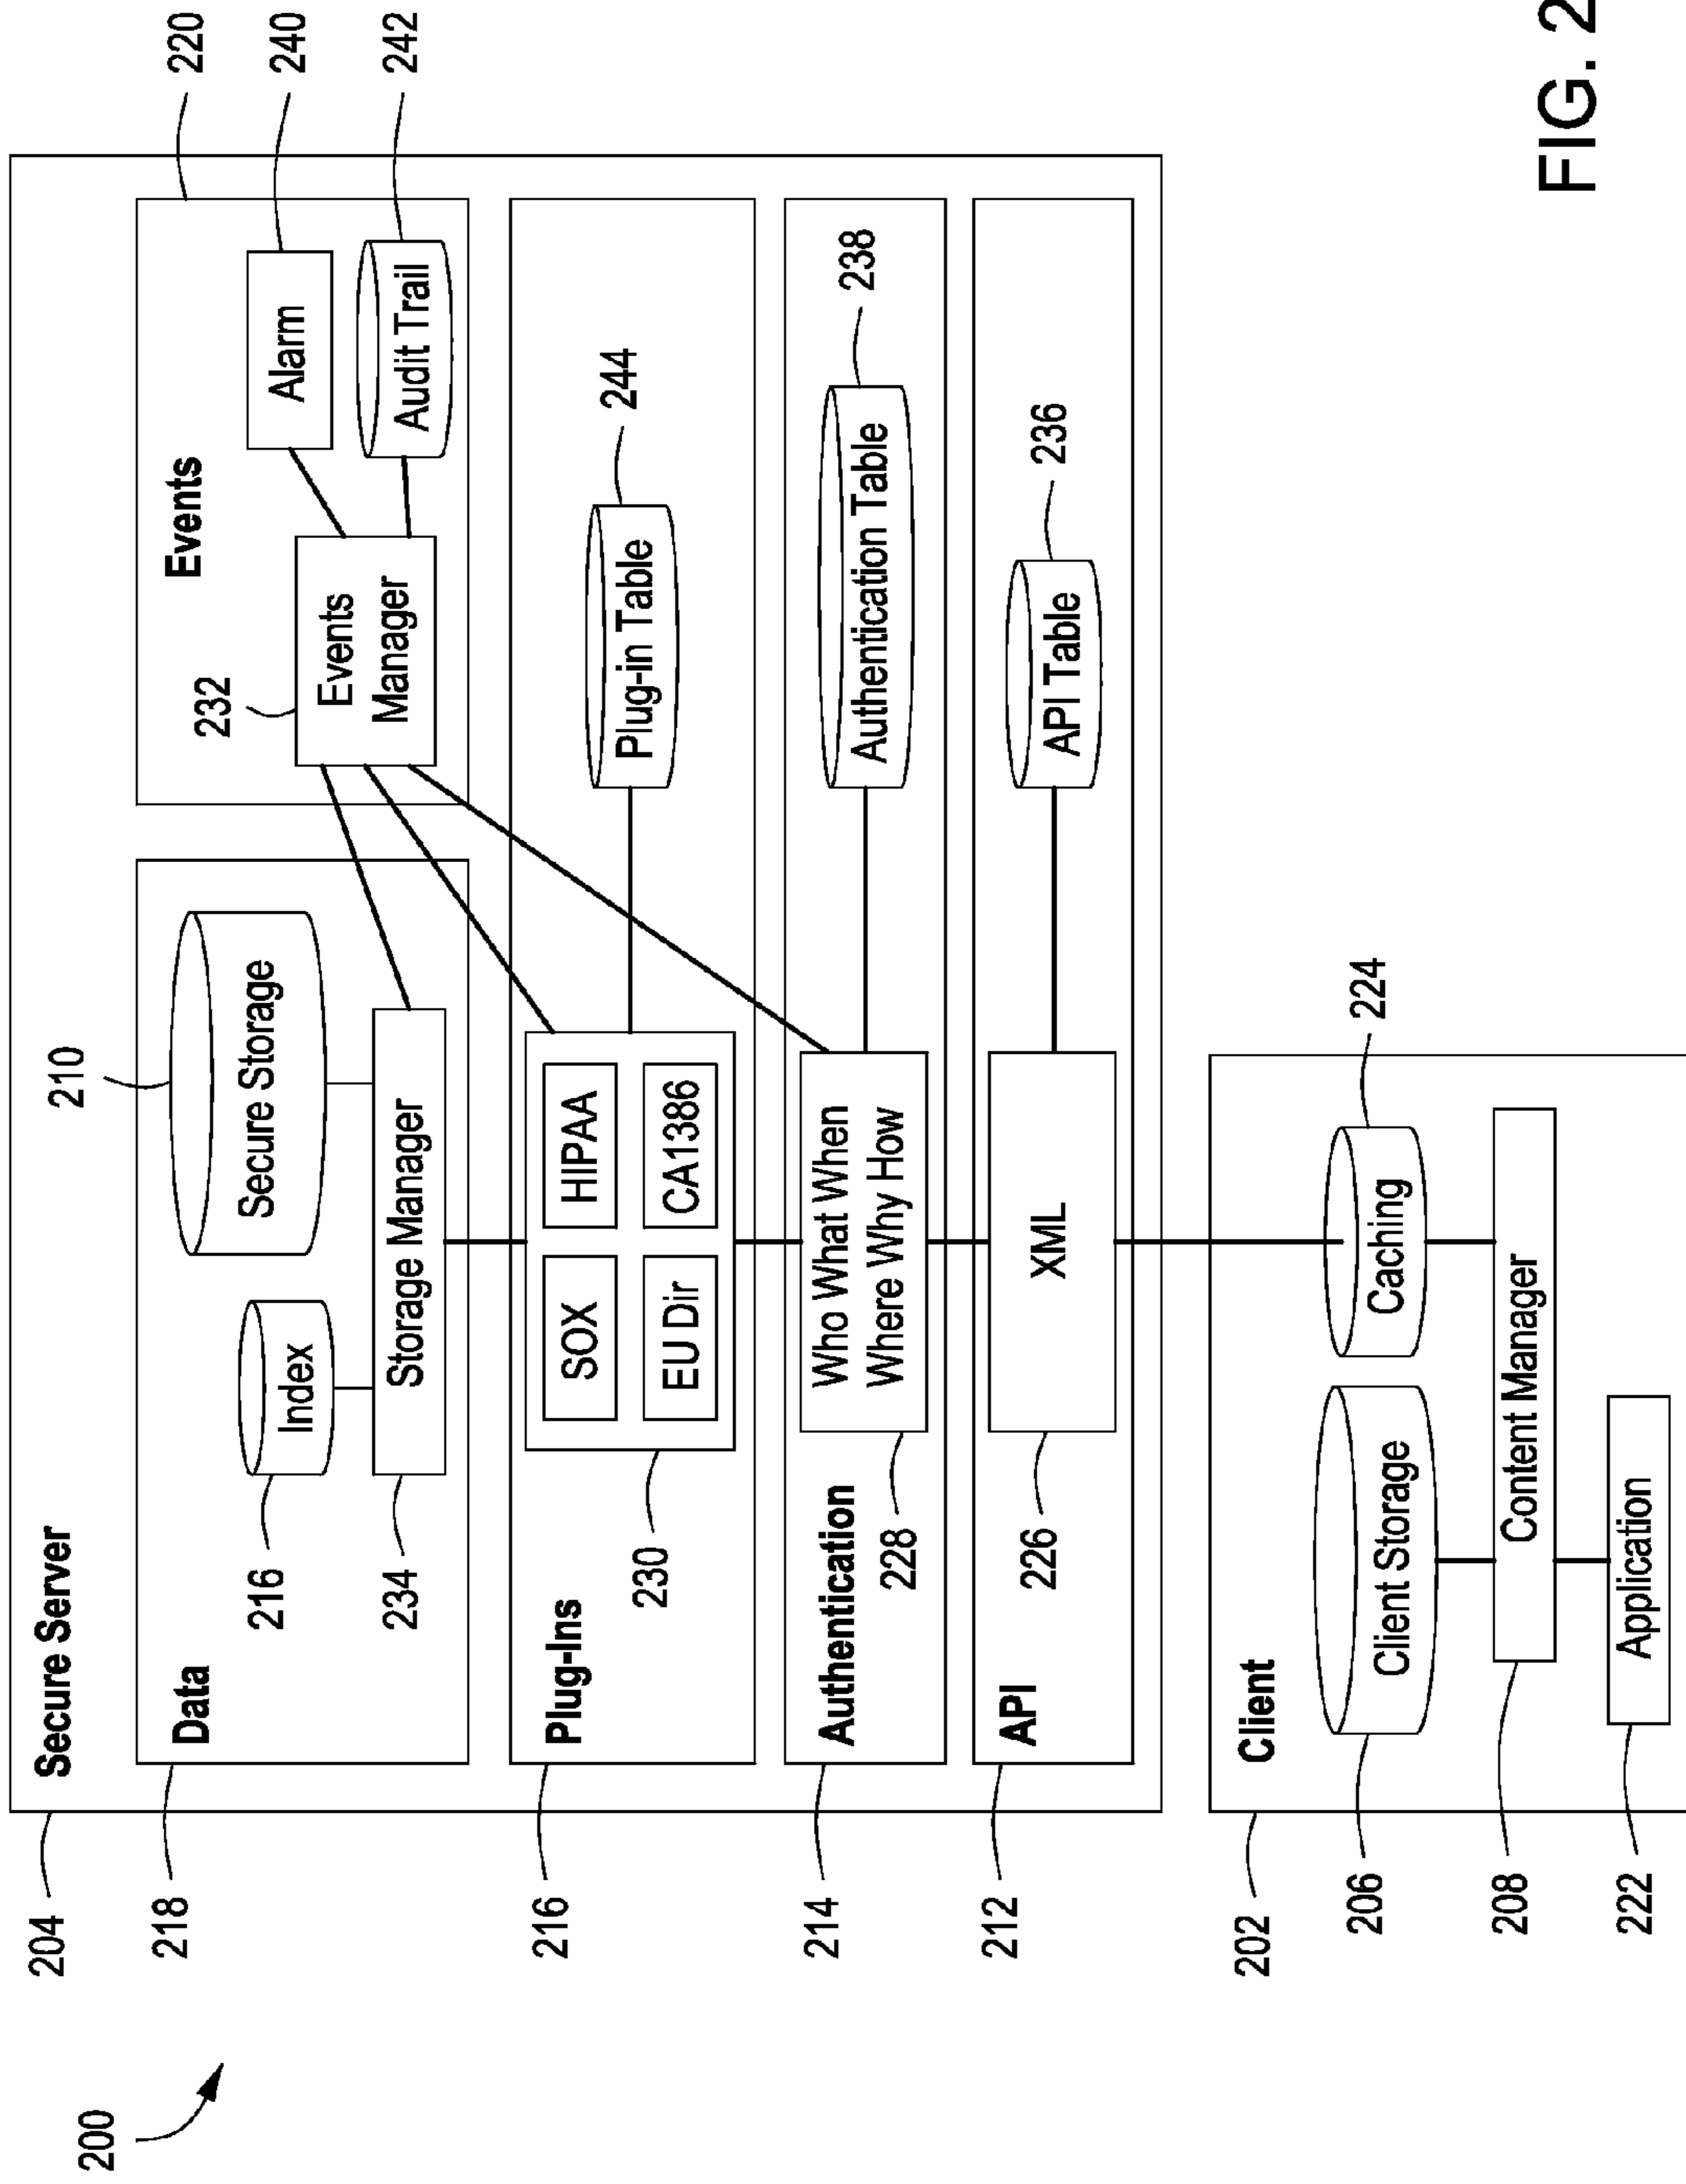 200
204
Secure Server
210
220
240
242
218
Data
216
Index
Secure Storage
234
Storage Manager
Events
232
Events
Manager
Alarm
Audit Trail
216
Plug-Ins
230
SOX
HIPAA
EU Dir
CA1386
244
Plug-in Table
214
Authentication
228
Who What When
Where Why How
238
Authentication Table
212
API
226
XML
236
API Table
202
Client
206
Client Storage
224
Caching
208
Content Manager
222
Application
FIG. 2